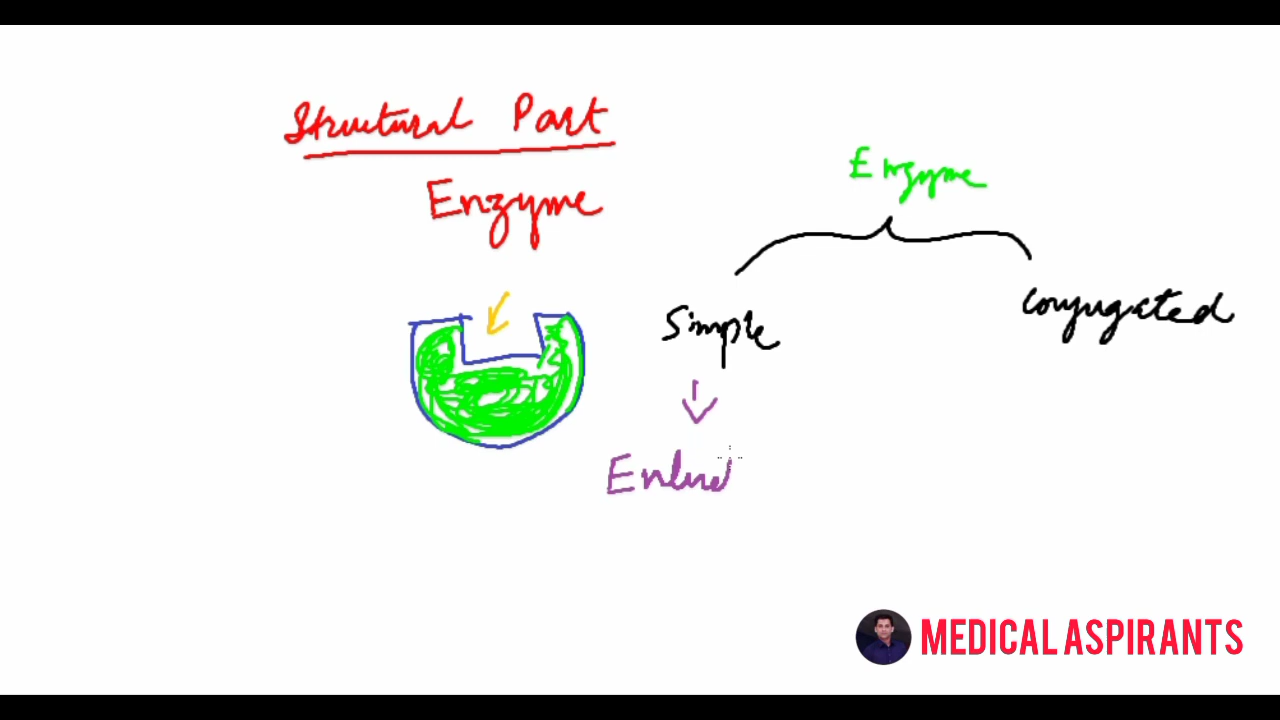 Structural Part
Enzyme
Enzyme
Simple
Conjugated
MEDICAL ASPIRANTS